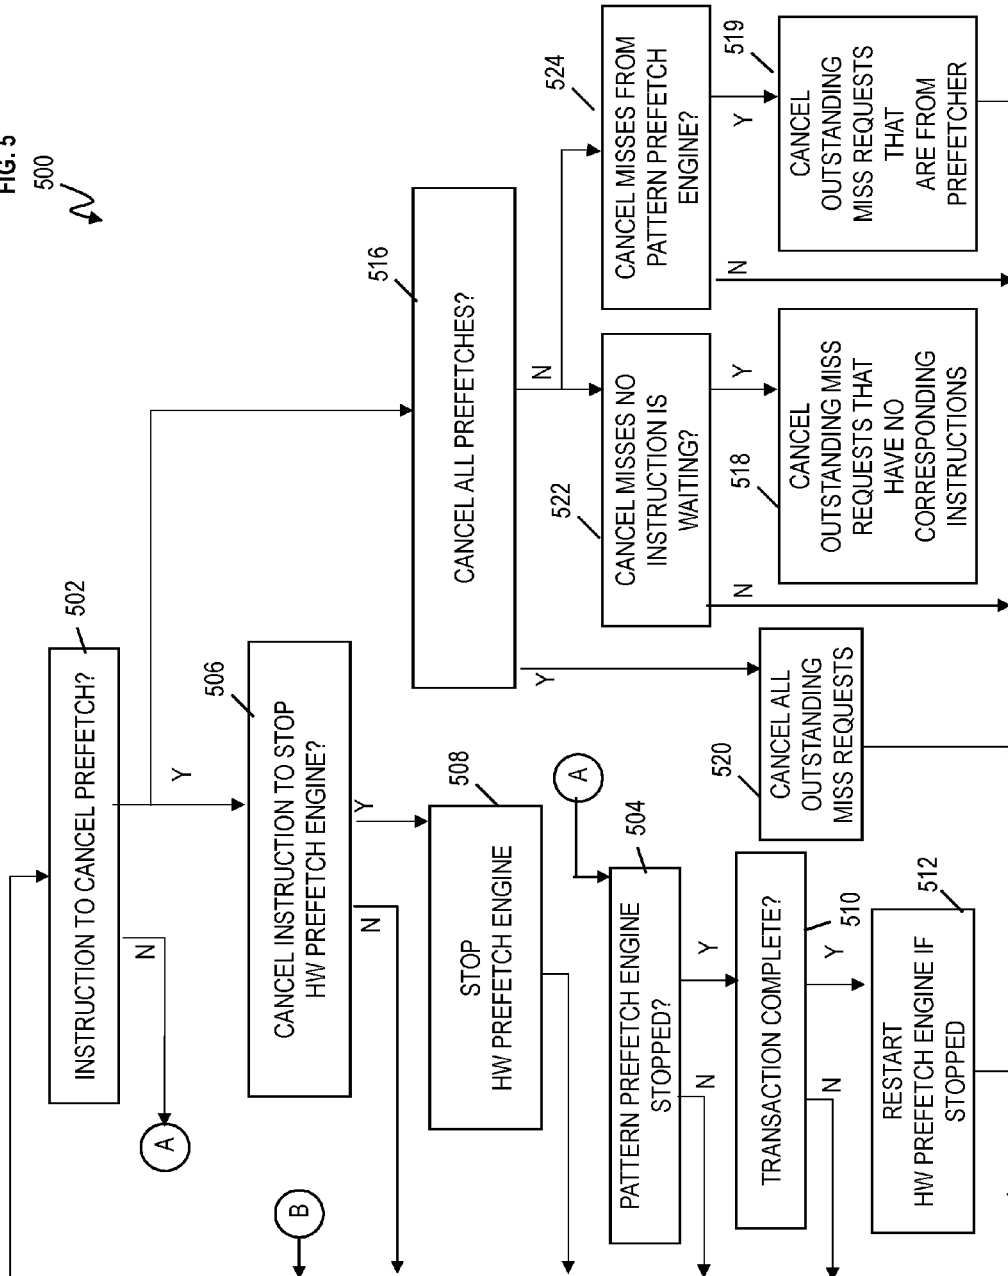 FIG. 5
500
502
INSTRUCTION TO CANCEL PREFETCH?
N
Y
A
B
506
CANCEL INSTRUCTION TO STOP
HW PREFETCH ENGINE?
N
Y
508
STOP
HW PREFETCH ENGINE
A
504
PATTERN PREFETCH ENGINE
STOPPED?
N
Y
510
TRANSACTION COMPLETE?
N
Y
512
RESTART
HW PREFETCH ENGINE IF
STOPPED
516
CANCEL ALL PREFETCHES?
Y
N
520
CANCEL ALL
OUTSTANDING
MISS REQUESTS
522
CANCEL MISSES NO
INSTRUCTION IS
WAITING?
N
Y
518
CANCEL
OUTSTANDING MISS
REQUESTS THAT
HAVE NO
CORRESPONDING
INSTRUCTIONS
524
CANCEL MISSES FROM
PATTERN PREFETCH
ENGINE?
N
Y
519
CANCEL
OUTSTANDING
MISS REQUESTS
THAT
ARE FROM
PREFETCHER